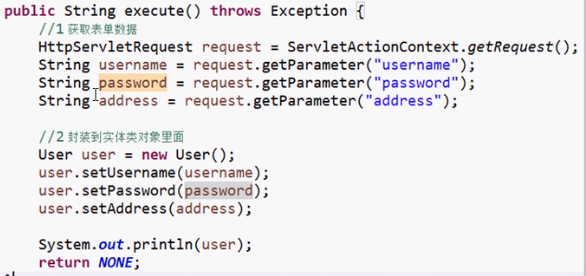 public String execute() throws Exception {
//1 获取表单数据
HttpServletRequest request = ServletActionContext.getRequest();
String username = request.getParameter("username");
String password = request.getParameter("password");
String address = request.getParameter("address");
//2 封装到实体类对象里面
User user = new User();
user.setUsername(username);
user.setPassword(password);
user.setAddress(address);
System.out.println(user);
return NONE;